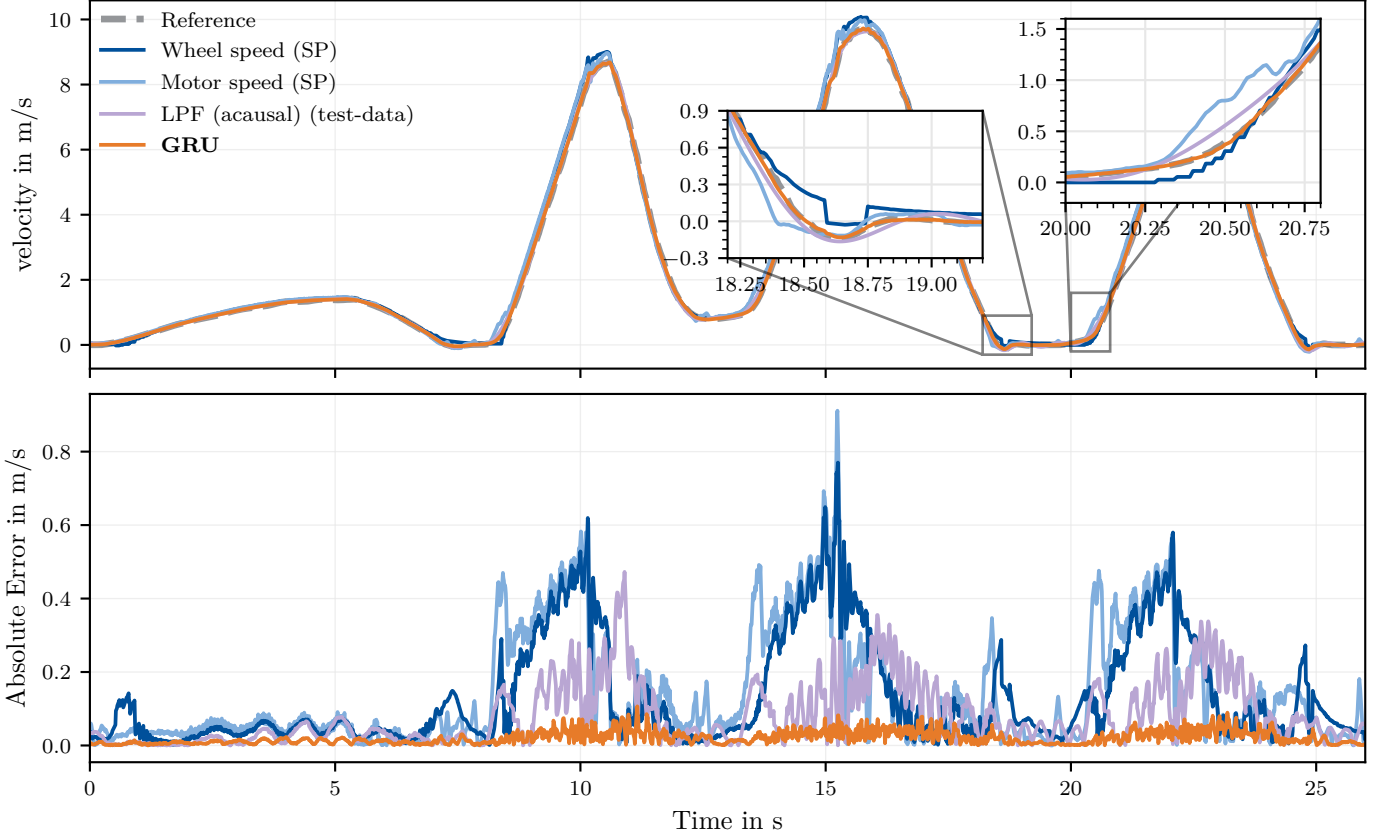 velocity in m/s
10
8
6
4
2
0
Reference
Wheel speed (SP)
Motor speed (SP)
LPF (acausal) (test-data)
GRU
0.9
0.6
0.3
0.0
−0.3
18.25 18.50 18.75 19.00
1.5
1.0
0.5
0.0
20.00 20.25 20.50 20.75
Absolute Error in m/s
0.8
0.6
0.4
0.2
0.0
0 5 10 15 20 25
Time in s